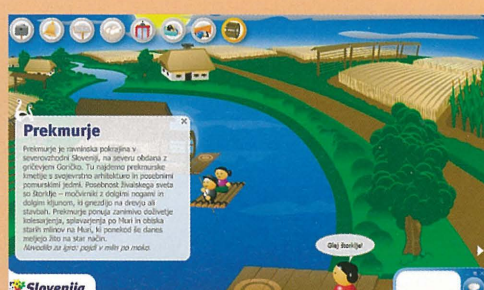 Prekmurje
Prekmurje je ravninska pokrajina v
severovzhodni Sloveniji, na severu obdana z
gričevjem Goričko. Tu najdemo prekmurske
kmetije s svojevrstno arhitekturo in posebnimi
pomurskimi jedmi. Posebnost živalskega sveta
so štorklje – močvirniki z dolgimi nogami in
dolgim kljunom, ki gnezdijo na drevju ali
stavbah. Prekmurje ponuja zanimivo doživetje
kolesarjenja, splavarjenja po Muri in obiska
starih mlinov na Muri, ki ponekod še danes
meljejo žito na star način.
Navodilo za igro: pojdi v mlin po moko.
Glej štorklje!
Slovenija